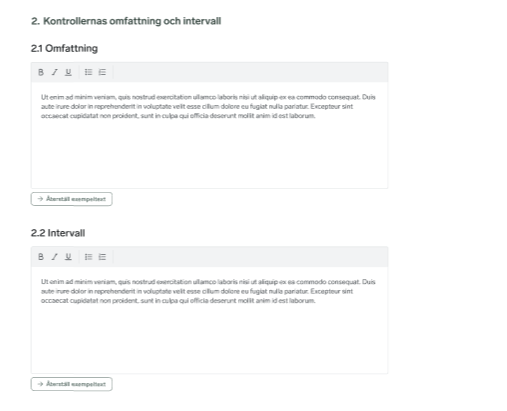 2. Kontrollernas omfattning och intervall
2.1 Omfattning
B I U
Ut enim ad minim veniam, quis nostrud exercitation ullamco laboris nisi ut aliquip ex ea commodo consequat. Duis
aute irure dolor in reprehenderit in voluptate velit esse cillum dolore eu fugiat nulla pariatur. Excepteur sint
occaecat cupidatat non proident, sunt in culpa qui officia deserunt mollit anim id est laborum.
→ Återställ exempeltext
2.2 Intervall
B I U
Ut enim ad minim veniam, quis nostrud exercitation ullamco laboris nisi ut aliquip ex ea commodo consequat. Duis
aute irure dolor in reprehenderit in voluptate velit esse cillum dolore eu fugiat nulla pariatur. Excepteur sint
occaecat cupidatat non proident, sunt in culpa qui officia deserunt mollit anim id est laborum.
→ Återställ exempeltext